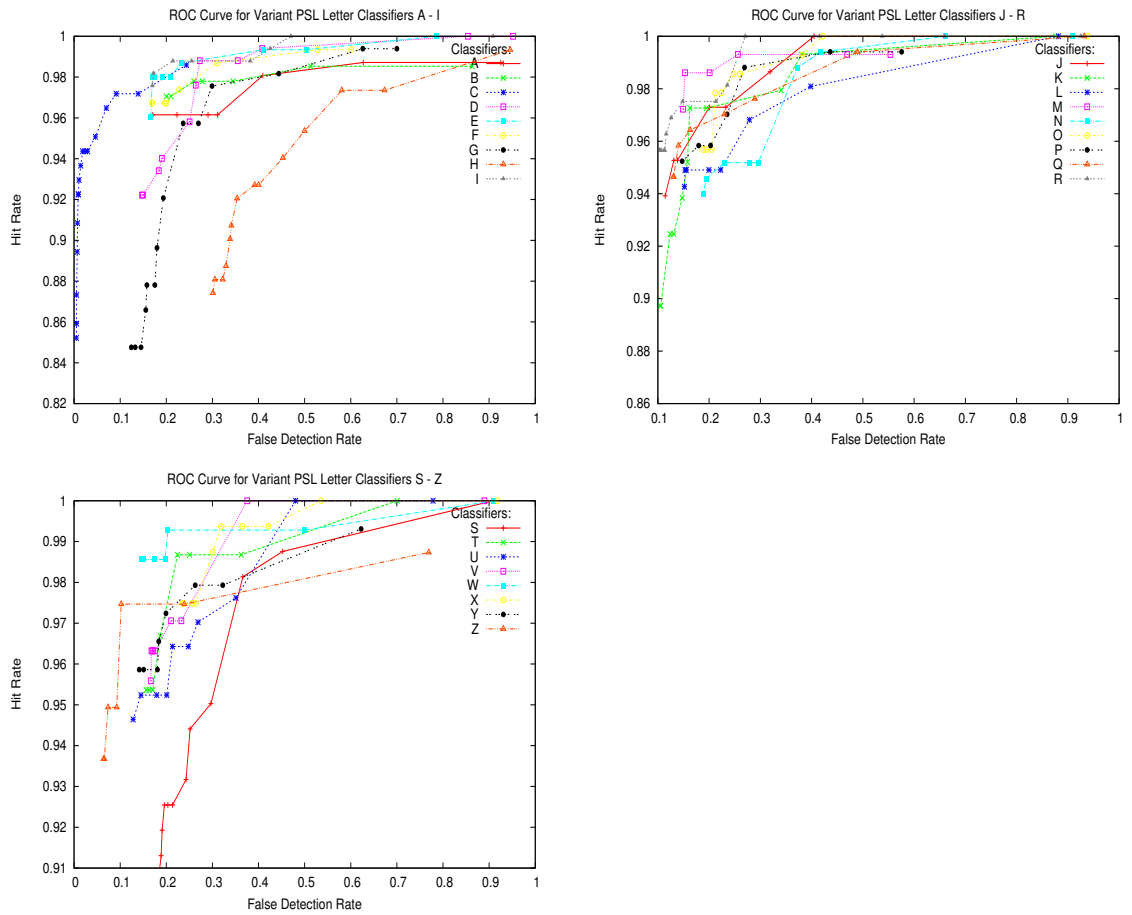 ROC Curve for Variant PSL Letter Classifiers A - I
Hit Rate
1
0.98
0.96
0.94
0.92
0.9
0.88
0.86
0.84
0.82
0 0.1 0.2 0.3 0.4 0.5 0.6 0.7 0.8 0.9 1
False Detection Rate
Classifiers:
A
B
C
D
E
F
G
H
I
ROC Curve for Variant PSL Letter Classifiers J - R
Hit Rate
1
0.98
0.96
0.94
0.92
0.9
0.88
0.86
0.1 0.2 0.3 0.4 0.5 0.6 0.7 0.8 0.9 1
False Detection Rate
Classifiers:
J
K
L
M
N
O
P
Q
R
ROC Curve for Variant PSL Letter Classifiers S - Z
Hit Rate
1
0.99
0.98
0.97
0.96
0.95
0.94
0.93
0.92
0.91
0 0.1 0.2 0.3 0.4 0.5 0.6 0.7 0.8 0.9 1
False Detection Rate
Classifiers:
S
T
U
V
W
X
Y
Z